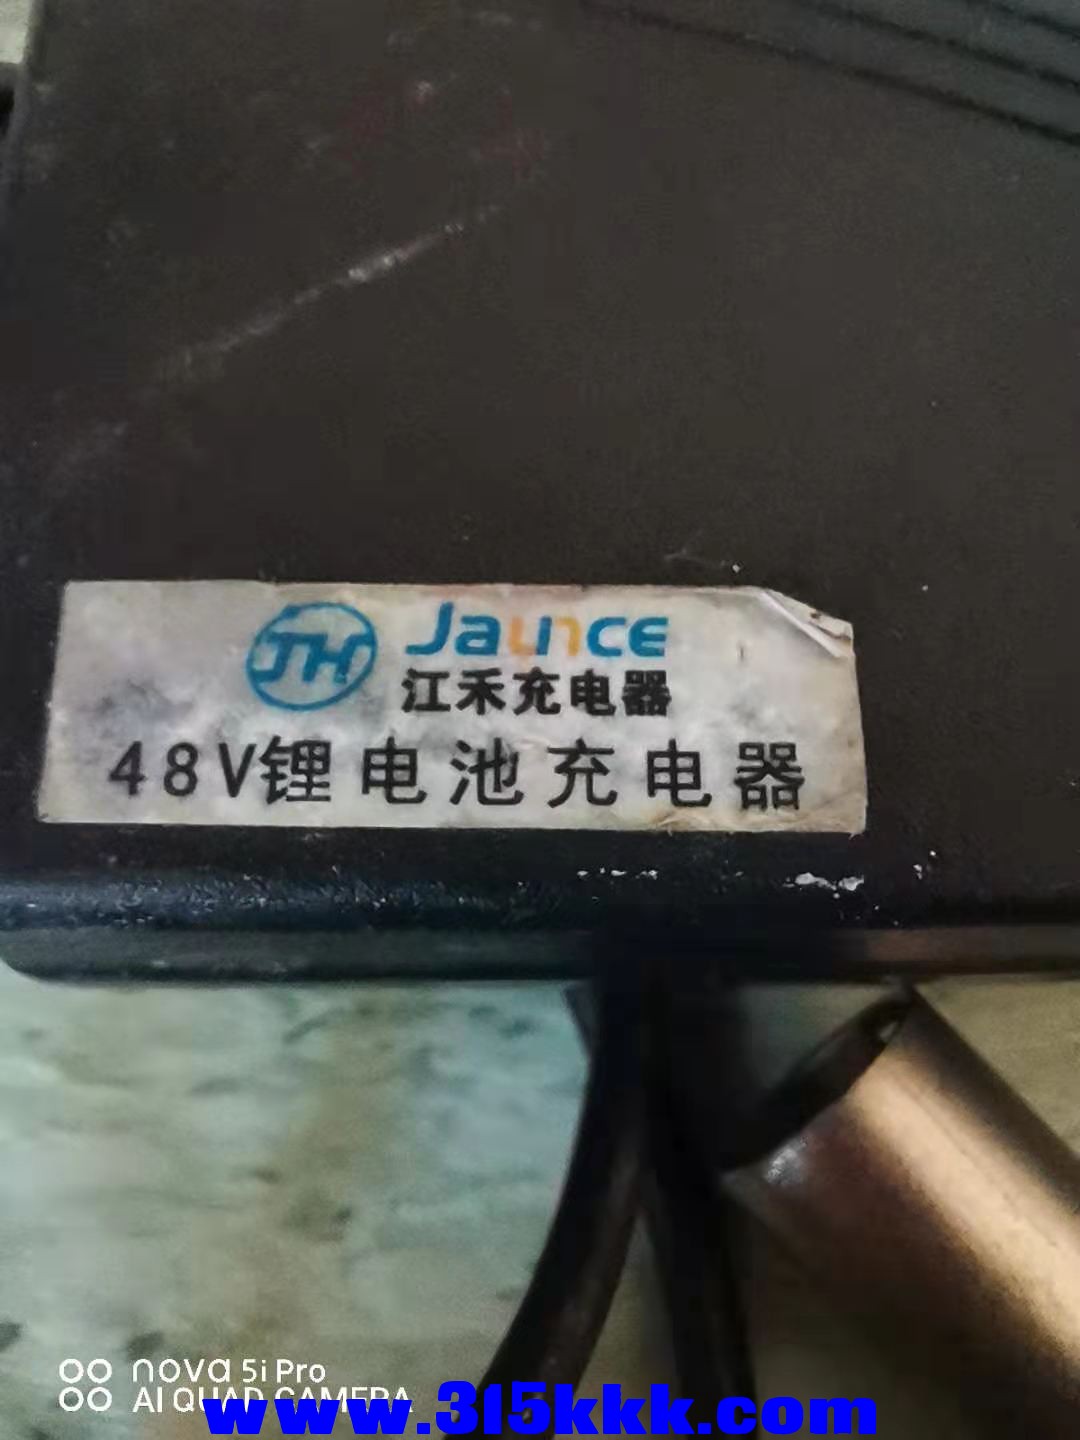 JH Jaunce
江禾充电器
48V锂电池充电器
nova 5i Pro
AI QUAD CAMERA
www.315kkk.com